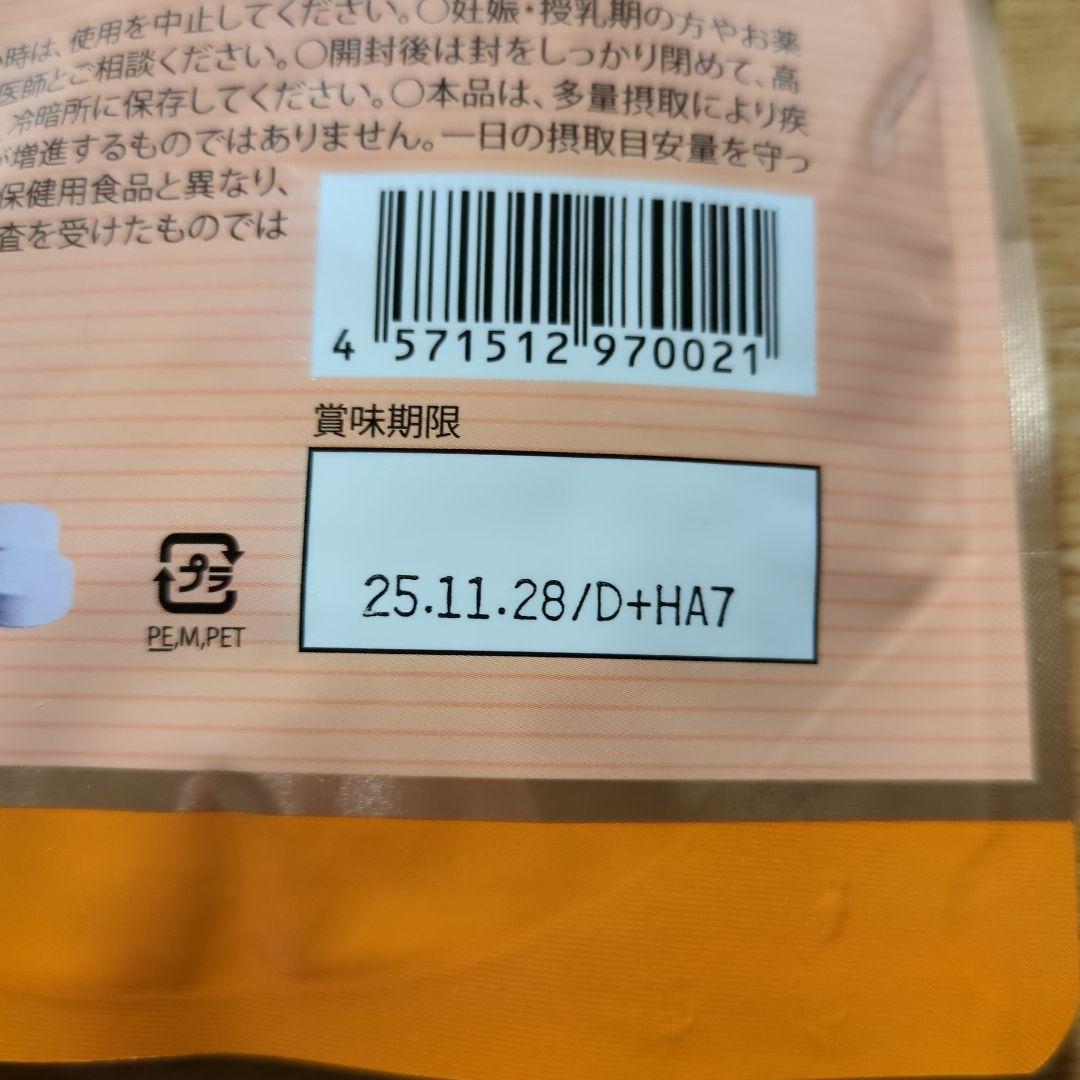 時は、使用を中止してください。〇妊娠・授乳期の方やお薬
医師とご相談ください。〇開封後は封をしっかり閉めて、高
冷暗所に保存してください。〇本品は、多量摂取により疾
が増進するものではありません。一日の摂取目安量を守っ
保健用食品と異なり、
査を受けたものでは
4 571512 970021
賞味期限
25.11.28/D+HA7
プラ
PE,M,PET